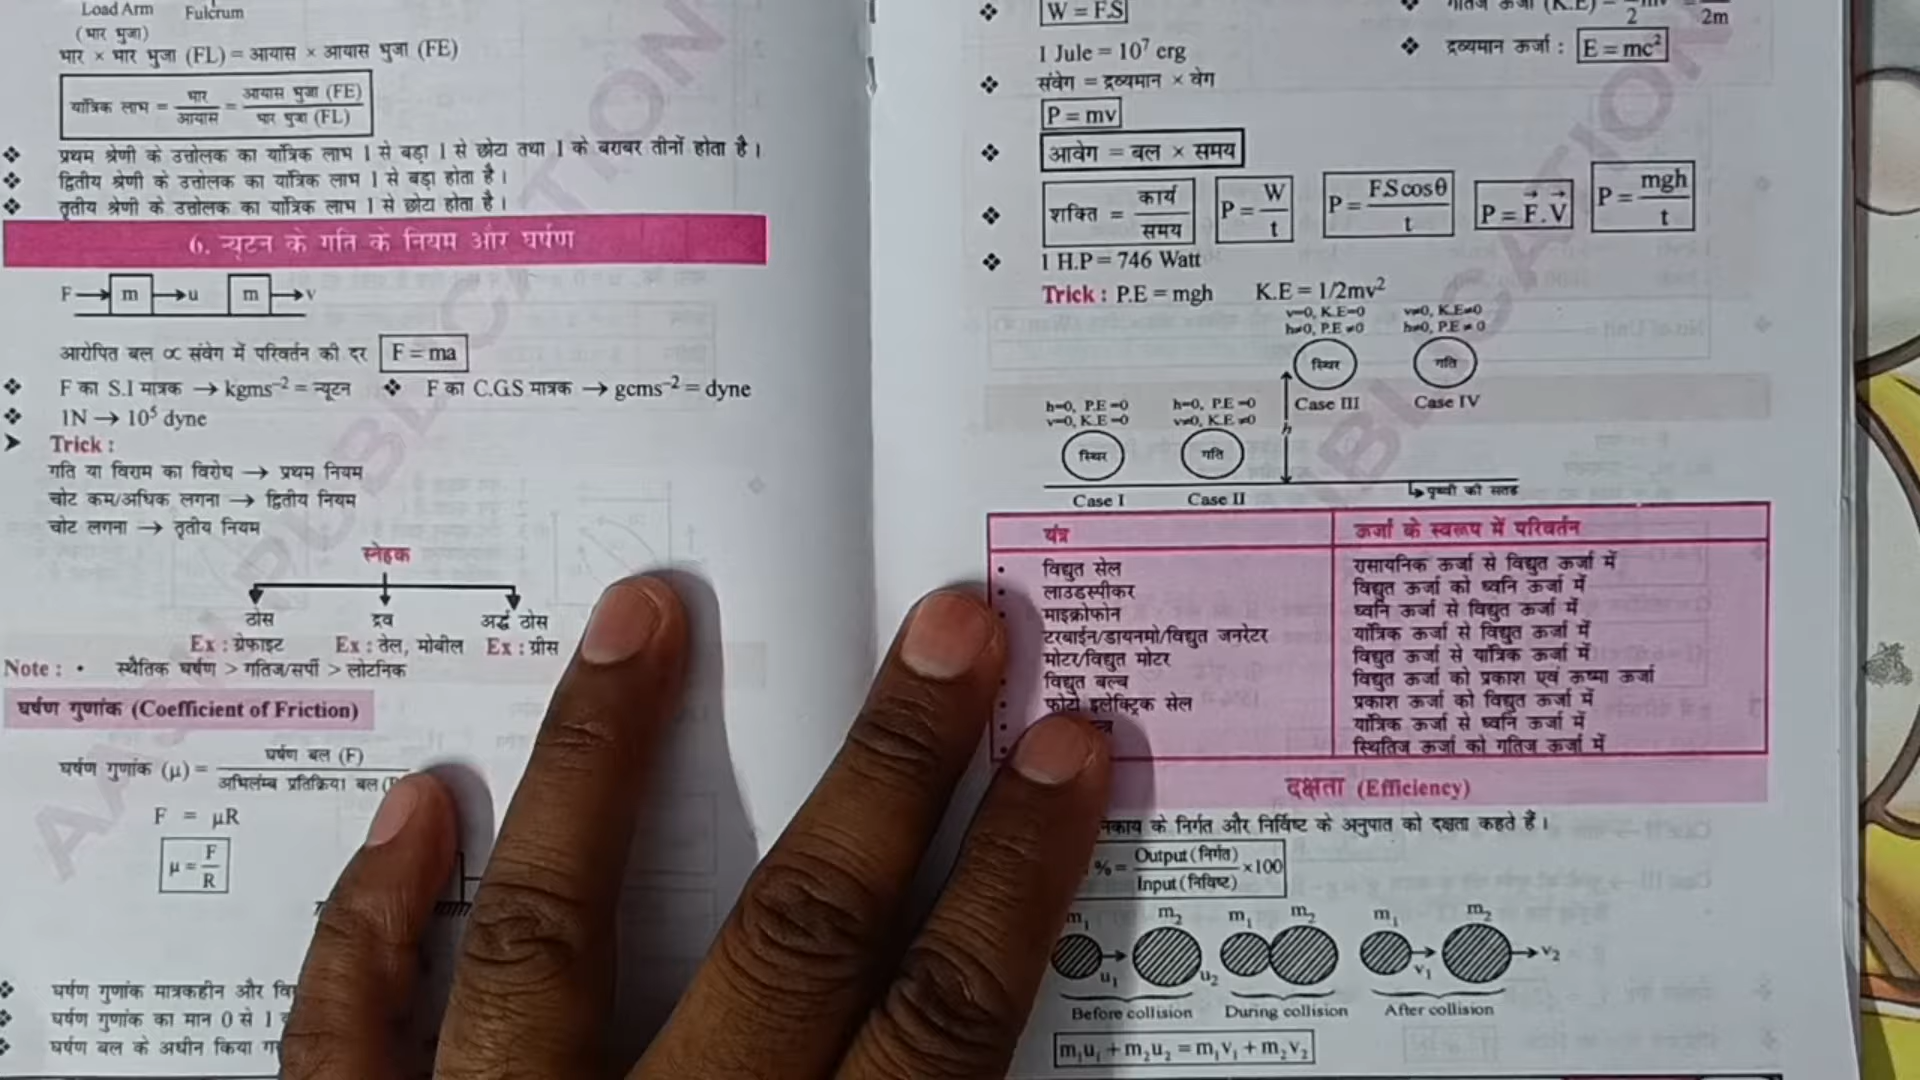 Load Arm Fulcrum
(भार भुजा)
भार × भार भुजा (FL) = आयास × आयास भुजा (FE)
यांत्रिक लाभ = भार / आयास = आयास भुजा (FE) / भार भुजा (FL)
❖ प्रथम श्रेणी के उत्तोलक का यांत्रिक लाभ 1 से बड़ा 1 से छोटा तथा 1 के बराबर तीनों होता है।
❖ द्वितीय श्रेणी के उत्तोलक का यांत्रिक लाभ 1 से बड़ा होता है।
❖ तृतीय श्रेणी के उत्तोलक का यांत्रिक लाभ 1 से छोटा होता है।
6. न्यूटन के गति के नियम और घर्षण
F m u m v
आरोपित बल ∝ संवेग में परिवर्तन की दर F = ma
❖ F का S.I मात्रक → kgms⁻² = न्यूटन ❖ F का C.G.S मात्रक → gcms⁻² = dyne
❖ 1N → 10⁵ dyne
➤ Trick :
गति या विराम का विरोध → प्रथम नियम
चोट कम/अधिक लगना → द्वितीय नियम
चोट लगना → तृतीय नियम
स्नेहक
ठोस द्रव अर्द्ध ठोस
Ex : ग्रेफाइट Ex : तेल, मोबील Ex : ग्रीस
Note : • स्थैतिक घर्षण > गतिज/सर्पी > लोटनिक
घर्षण गुणांक (Coefficient of Friction)
घर्षण गुणांक (μ) = घर्षण बल (F) / अभिलंम्ब प्रतिक्रिया बल
F = μR
μ = F / R
घर्षण गुणांक मात्रकहीन और
घर्षण गुणांक का मान 0 से 1
घर्षण बल के अधीन किया
❖ W = F.S
1 Jule = 10⁷ erg
❖ संवेग = द्रव्यमान × वेग
P = mv
❖ आवेग = बल × समय
❖ शक्ति = कार्य / समय P = W / t P = F.S cosθ / t P = F⃗ . V⃗ P = mgh / t
❖ 1 H.P = 746 Watt
❖ गतिज ऊर्जा (K.E) = 2 2m
❖ द्रव्यमान ऊर्जा : E = mc²
Trick : P.E = mgh K.E = 1/2mv²
v=0, K.E=0 v≠0, K.E≠0
h≠0, P.E ≠0 h≠0, P.E ≠ 0
स्थिर गति
Case III Case IV
h=0, P.E =0 h=0, P.E =0
v=0, K.E =0 v≠0, K.E ≠0
h
स्थिर गति
Case I Case II
पृथ्वी की सतह
यंत्र ऊर्जा के स्वरूप में परिवर्तन
• विद्युत सेल रासायनिक ऊर्जा से विद्युत ऊर्जा में
• लाउडस्पीकर विद्युत ऊर्जा को ध्वनि ऊर्जा में
माइक्रोफोन ध्वनि ऊर्जा से विद्युत ऊर्जा में
टरबाईन/डायनमो/विद्युत जनरेटर यांत्रिक ऊर्जा से विद्युत ऊर्जा में
मोटर/विद्युत मोटर विद्युत ऊर्जा से यांत्रिक ऊर्जा में
• विद्युत बल्ब विद्युत ऊर्जा को प्रकाश एवं ऊष्मा ऊर्जा
• फोटो इलेक्ट्रिक सेल प्रकाश ऊर्जा को विद्युत ऊर्जा में
यांत्रिक ऊर्जा से ध्वनि ऊर्जा में
स्थितिज ऊर्जा को गतिज ऊर्जा में
दक्षता (Efficiency)
के निर्गत और निर्विष्ट के अनुपात को दक्षता कहते हैं।
% = Output (निर्गत) / Input (निविष्ट) ×100
m₁ m₂ m₁ m₂ m₁ m₂
u₁ u₂ v₁ v₂
Before collision During collision After collision
m₁u₁ + m₂u₂ = m₁v₁ + m₂v₂